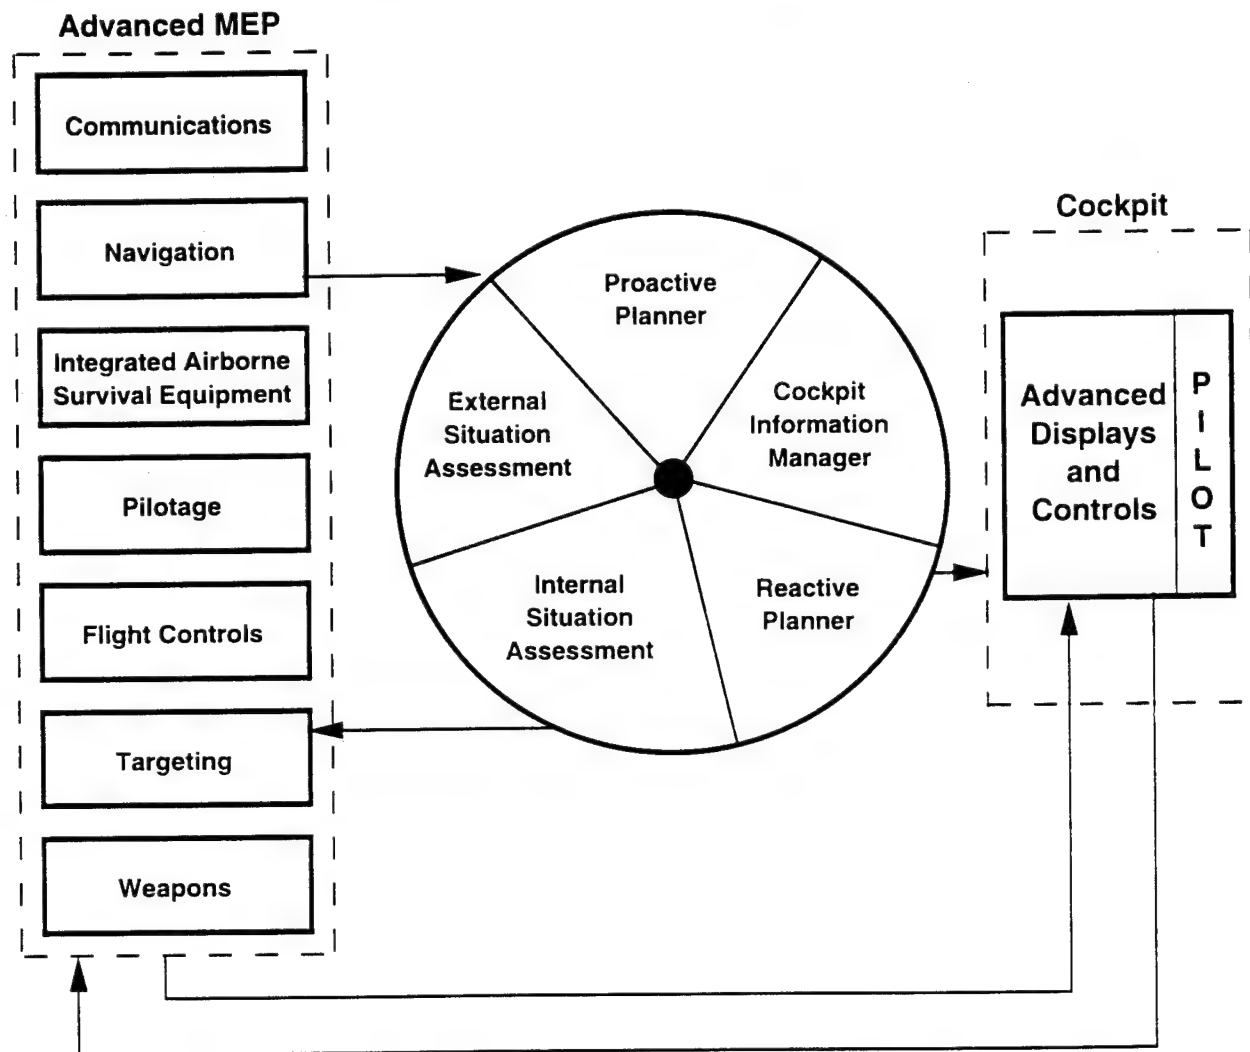 Advanced MEP
Communications
Navigation
Integrated Airborne
Survival Equipment
Pilotage
Flight Controls
Targeting
Weapons
Proactive
Planner
External
Situation
Assessment
Cockpit
Information
Manager
Internal
Situation
Assessment
Reactive
Planner
Cockpit
Advanced
Displays
and
Controls
P
I
L
O
T